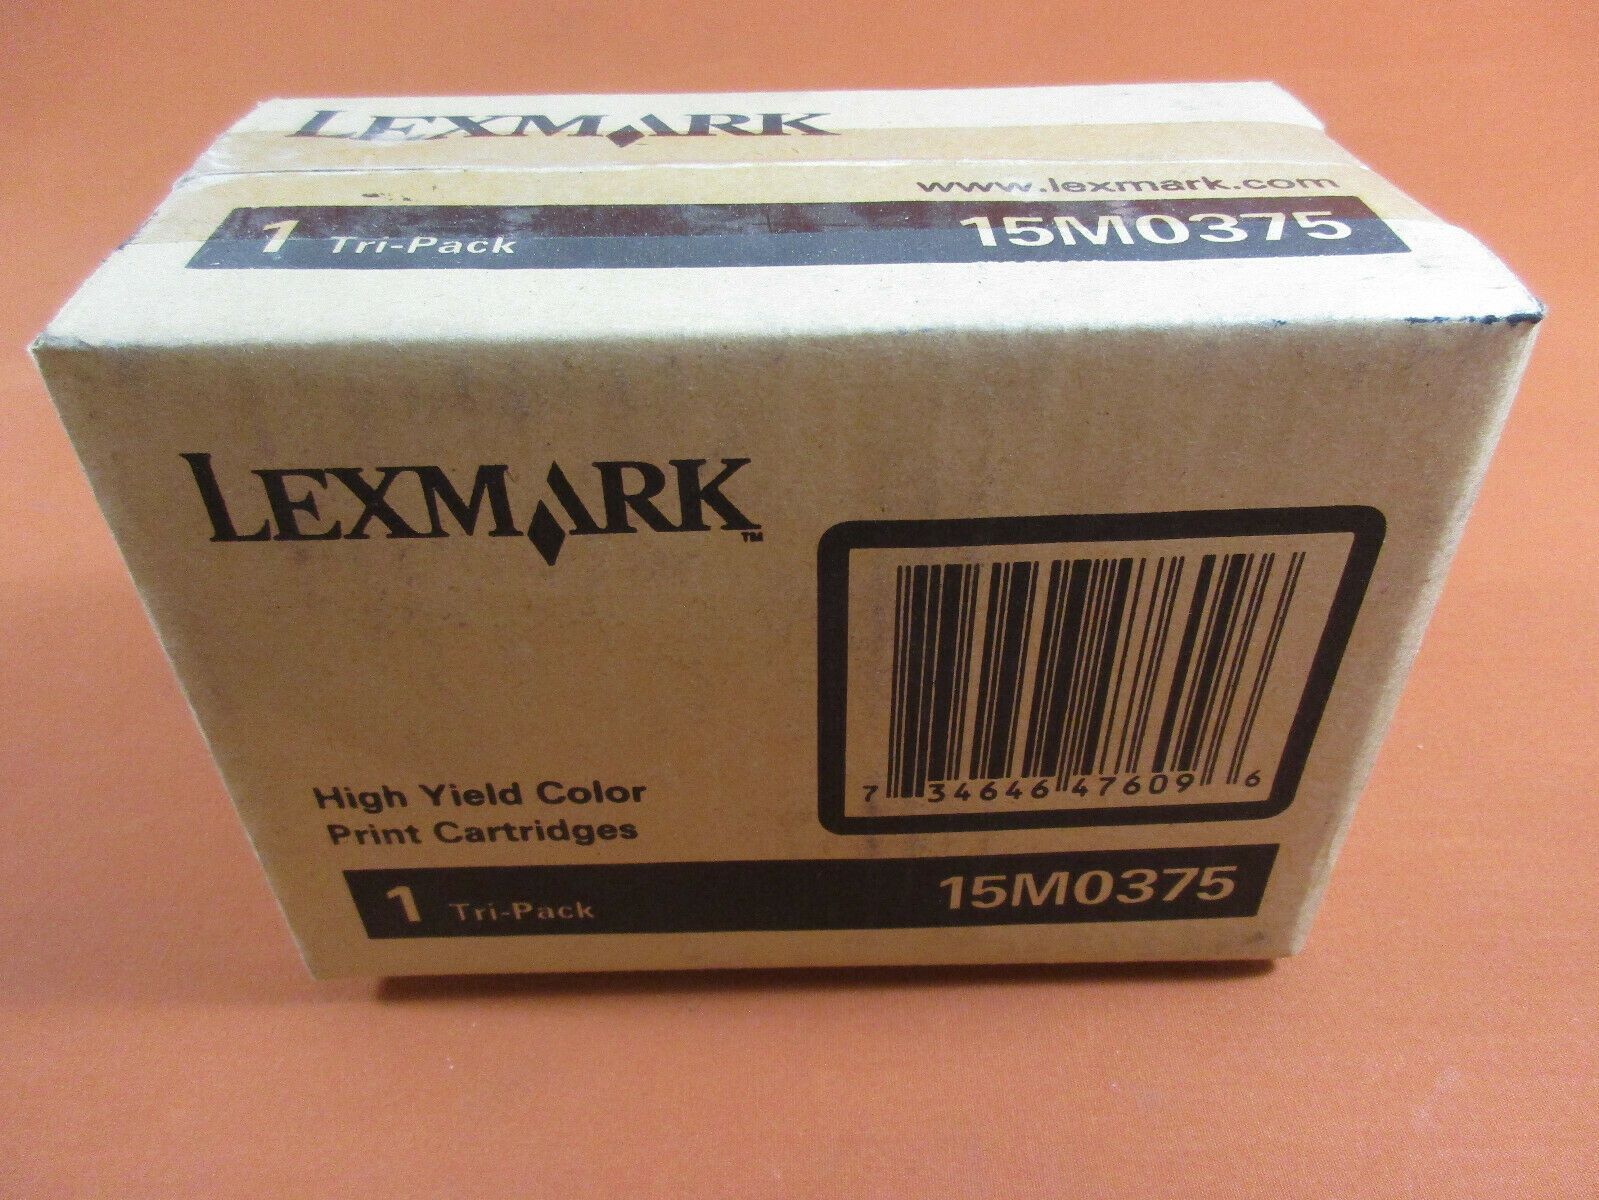 LEXMARK
www.lexmark.com
1 Tri-Pack 15M0375
LEXMARK™
7 34646 47609 6
High Yield Color
Print Cartridges
1 Tri-Pack 15M0375